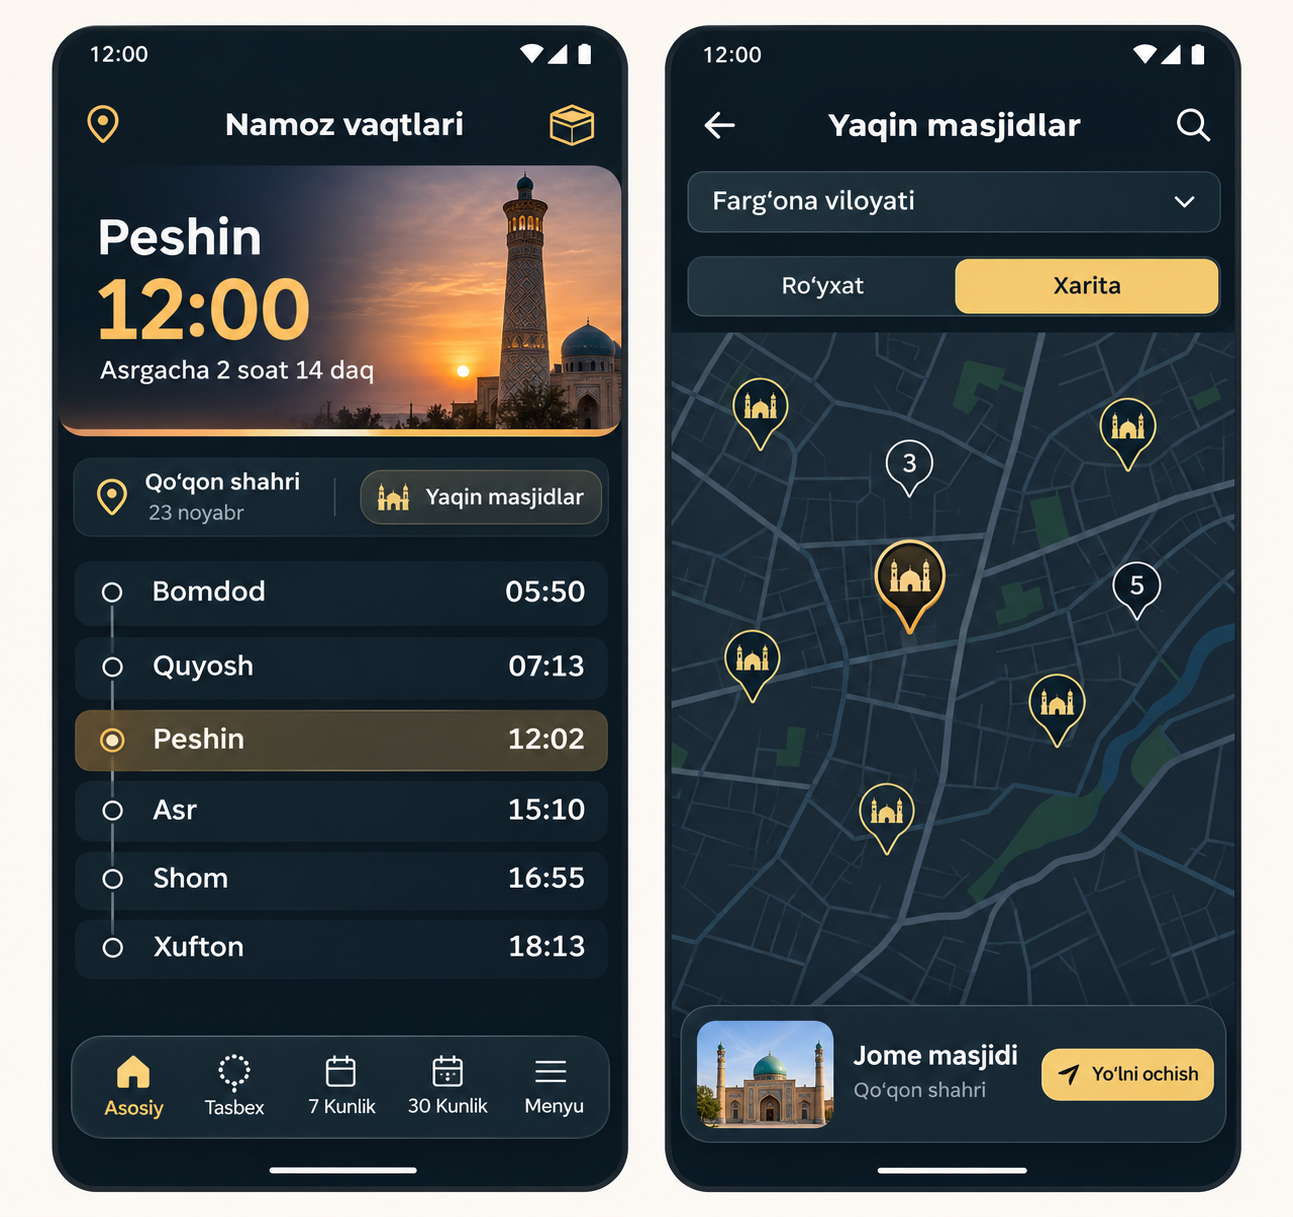 12:00
Namoz vaqtlari
Peshin
12:00
Asrgacha 2 soat 14 daq
Qo‘qon shahri
23 noyabr
Yaqin masjidlar
Bomdod 05:50
Quyosh 07:13
Peshin 12:02
Asr 15:10
Shom 16:55
Xufton 18:13
Asosiy Tasbex 7 Kunlik 30 Kunlik Menyu
12:00
Yaqin masjidlar
Farg‘ona viloyati
Ro‘yxat Xarita
3
5
Jome masjidi
Qo‘qon shahri
Yo‘lni ochish